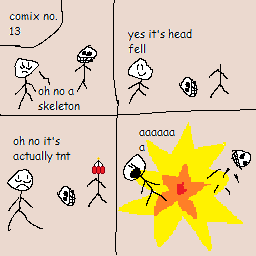 comix no.
13
oh no a
skeleton
yes it's head
fell
oh no it's
actually tnt
aaaaaa
a